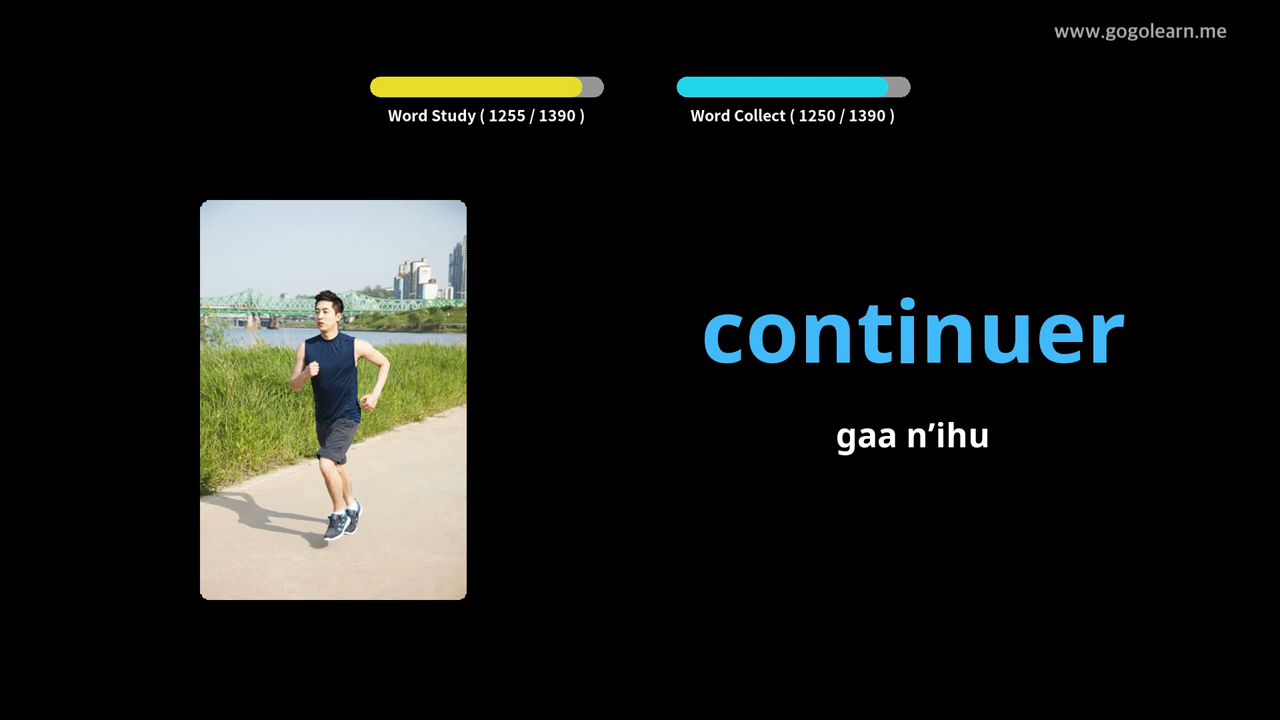 www.gogolearn.me
Word Study ( 1255 / 1390 )
Word Collect ( 1250 / 1390 )
continuer
gaa n’ihu